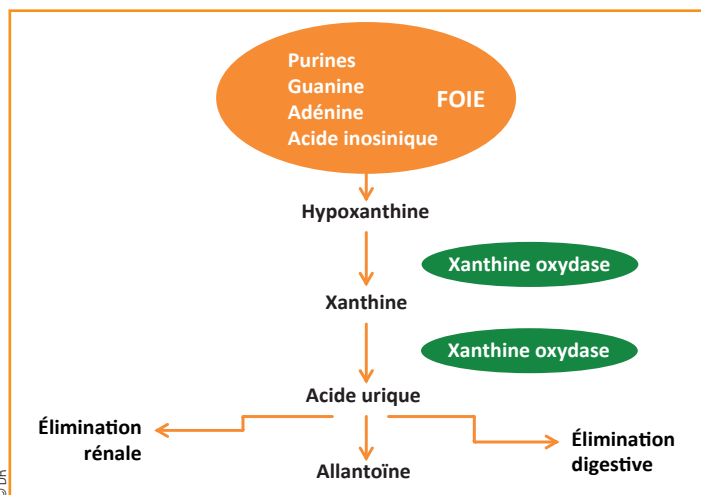 Purines
Guanine
FOIE
Adénine
Acide inosinique
Hypoxanthine
Xanthine oxydase
Xanthine
Xanthine oxydase
Acide urique
Élimination
rénale
Élimination
digestive
Allantoïne
© DR